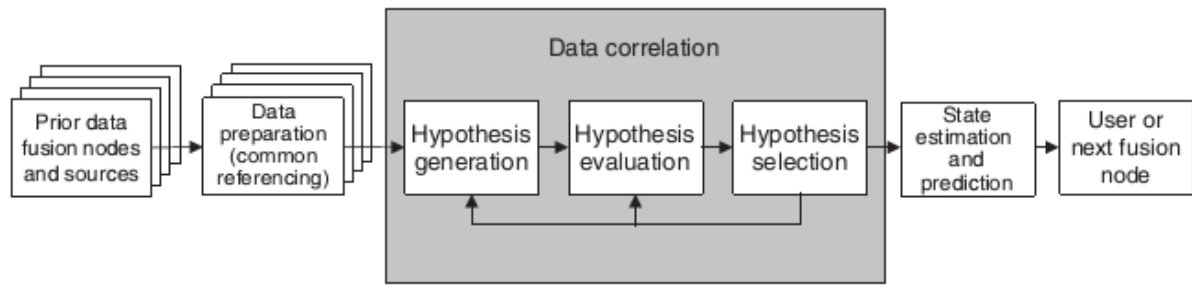 Data correlation
Prior data
fusion nodes
and sources
Data
preparation
(common
referencing)
Hypothesis
generation
Hypothesis
evaluation
Hypothesis
selection
State
estimation
and
prediction
User or
next fusion
node